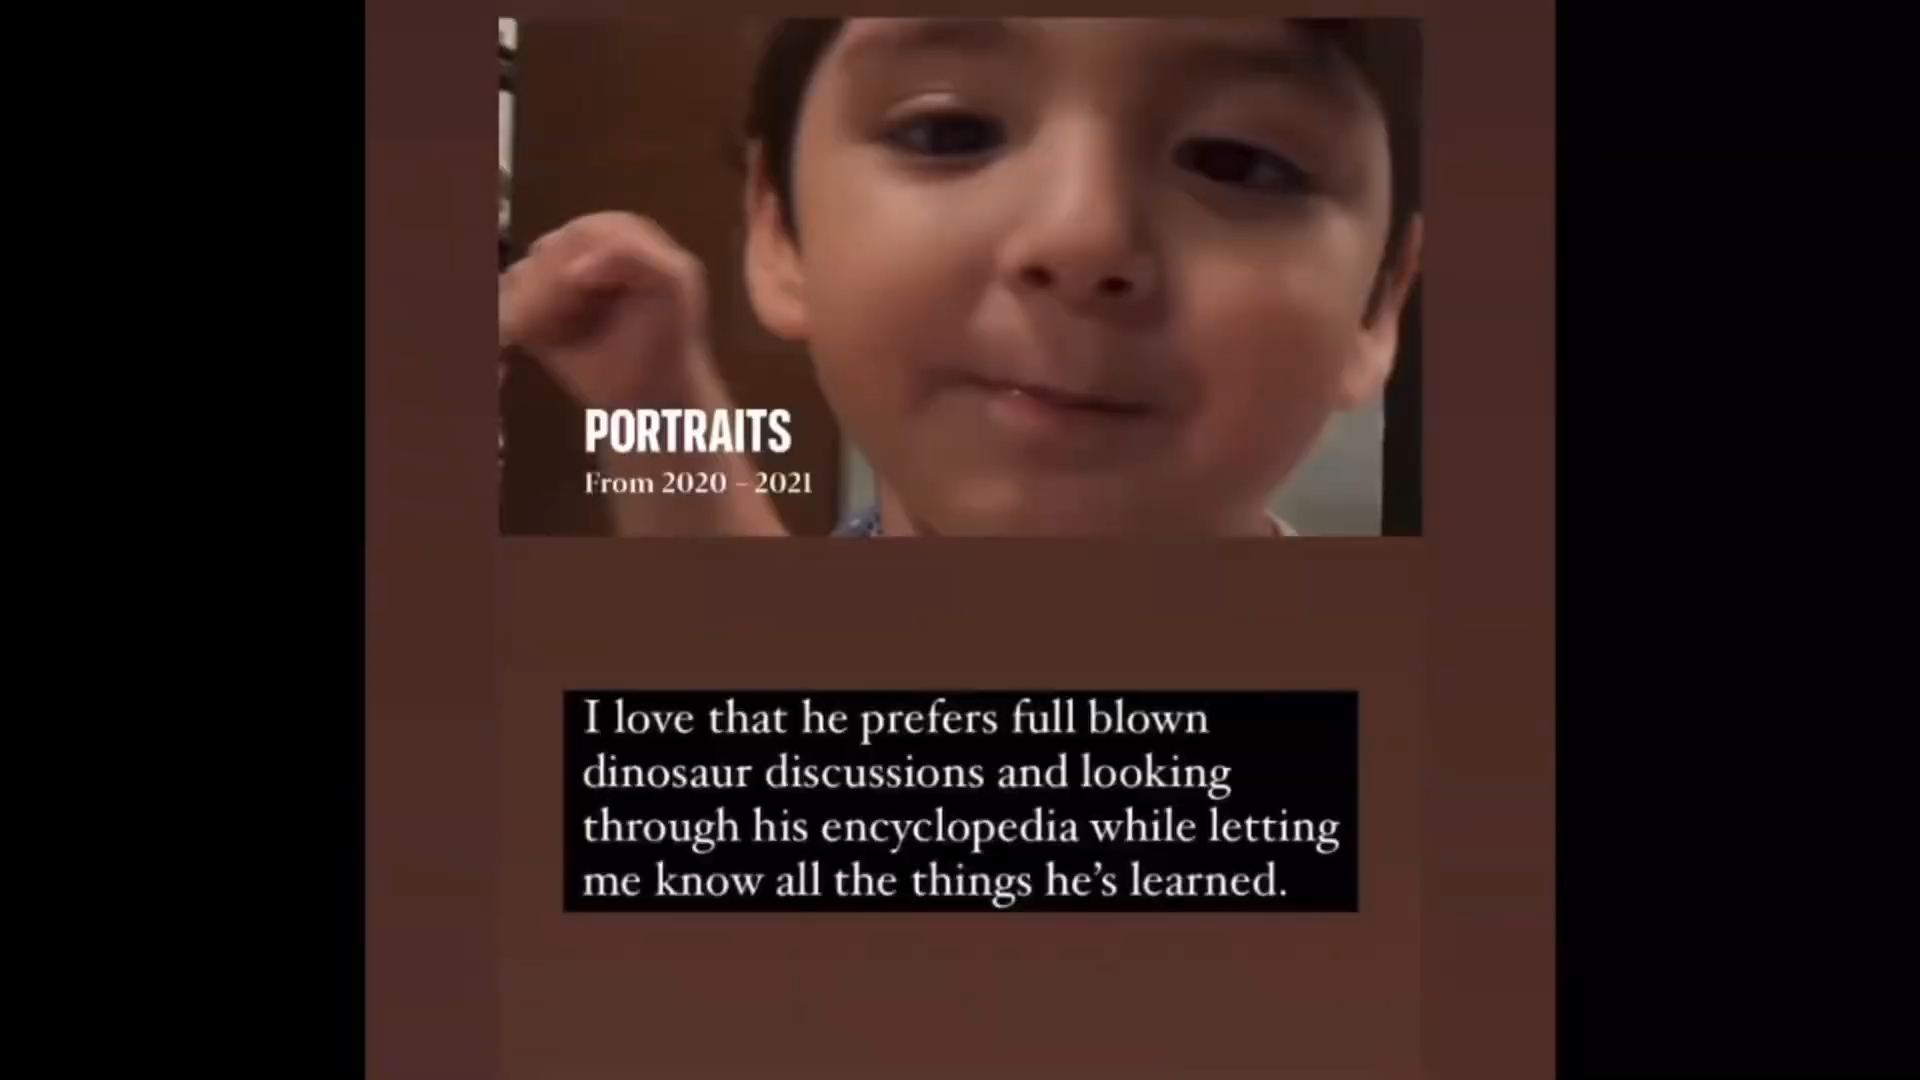 PORTRAITS
From 2020 – 2021
I love that he prefers full blown
dinosaur discussions and looking
through his encyclopedia while letting
me know all the things he’s learned.